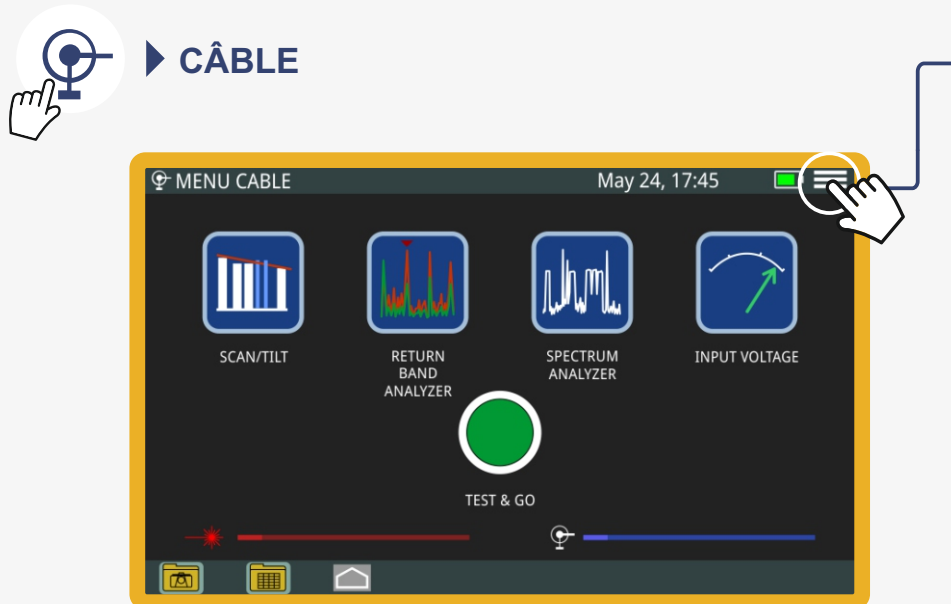 CÂBLE
MENU CABLE
May 24, 17:45
SCAN/TILT
RETURN
BAND
ANALYZER
SPECTRUM
ANALYZER
INPUT VOLTAGE
TEST & GO